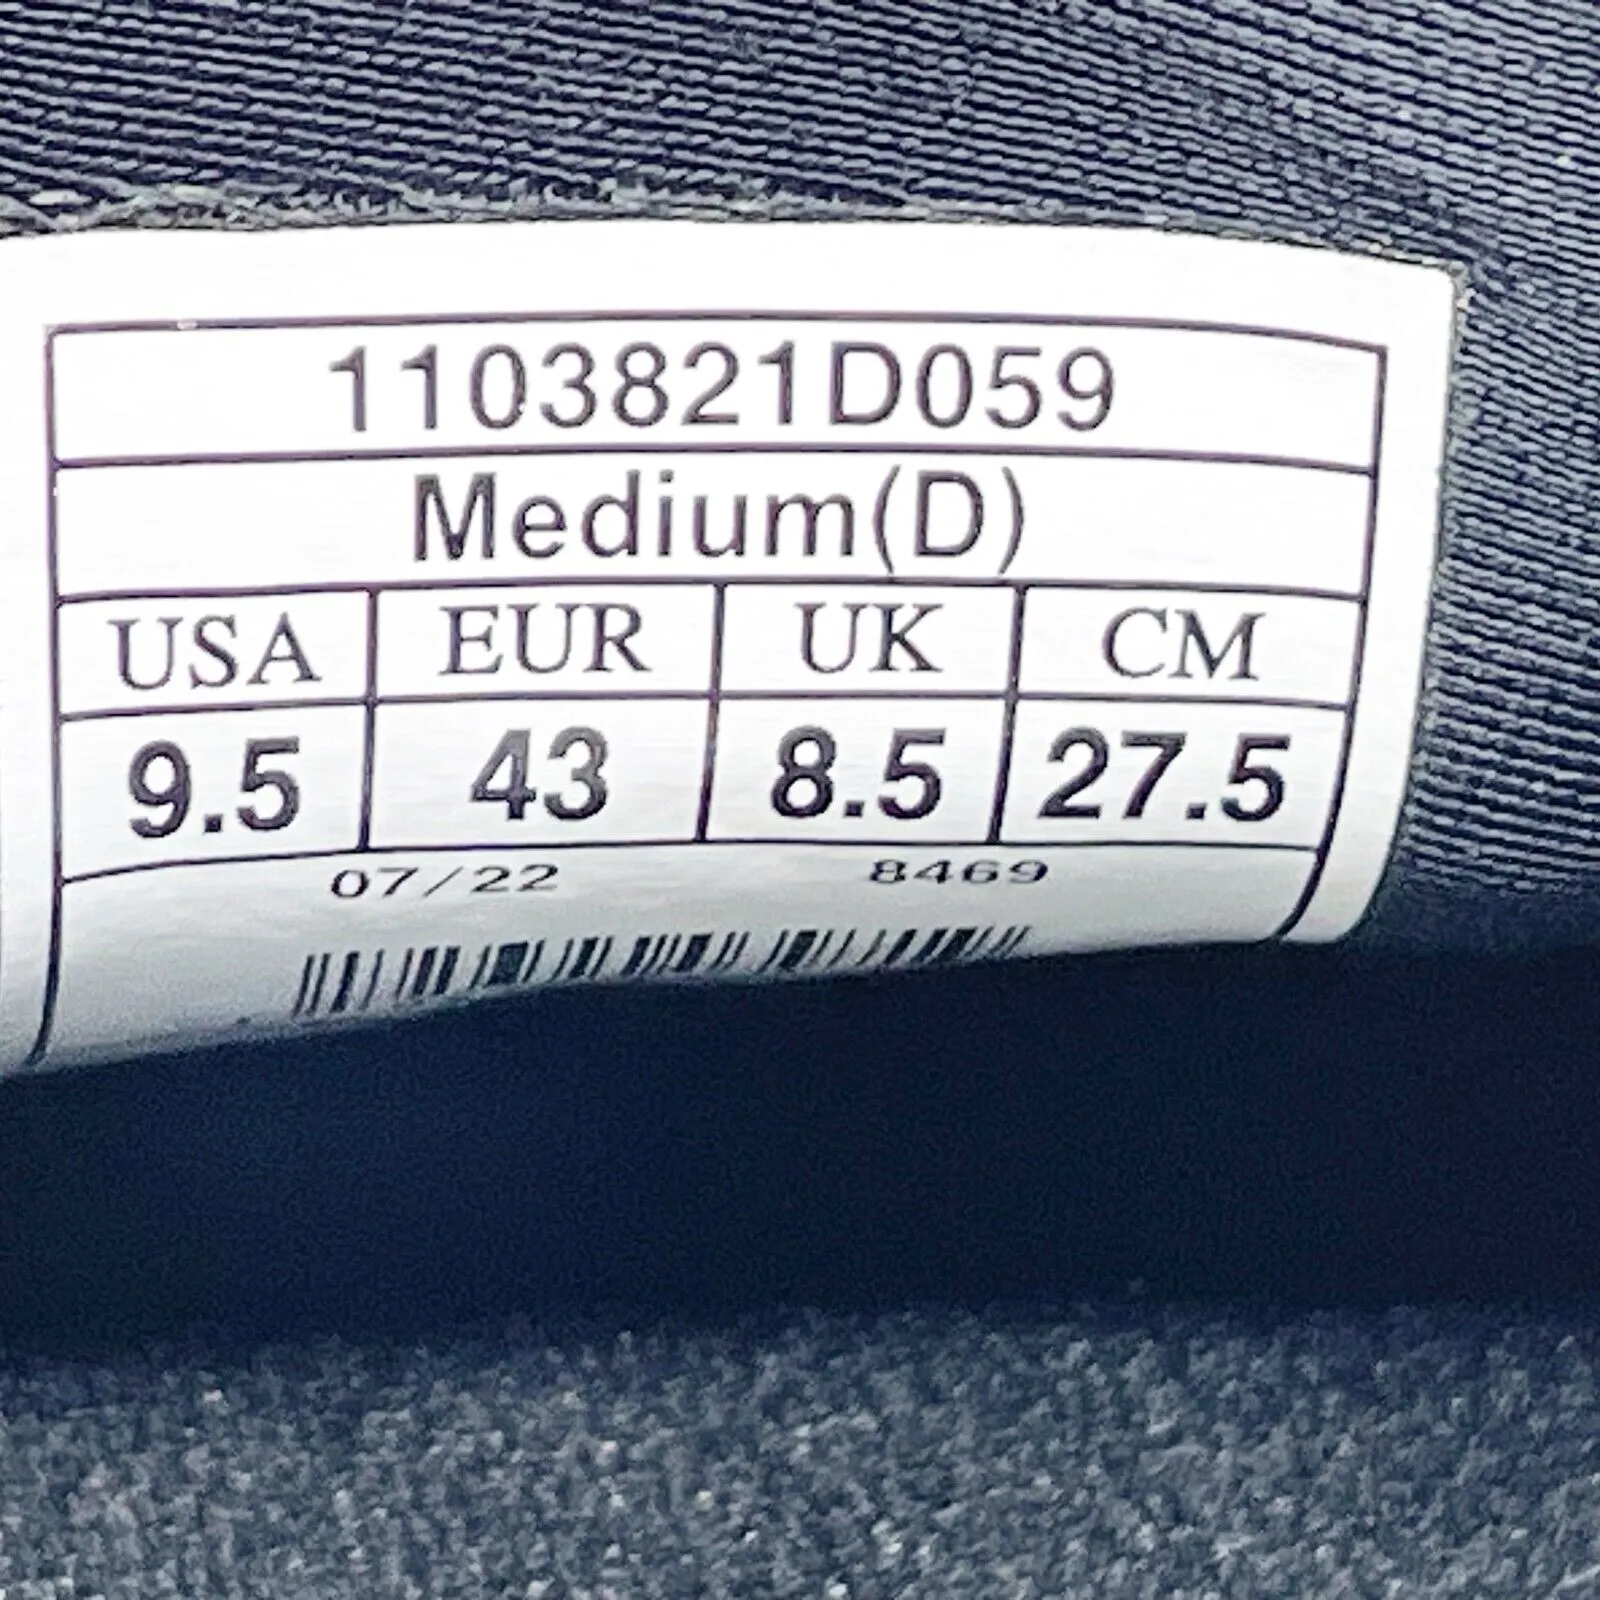 1103821D059
Medium(D)
USA EUR UK CM
9.5 43 8.5 27.5
07/22 8469